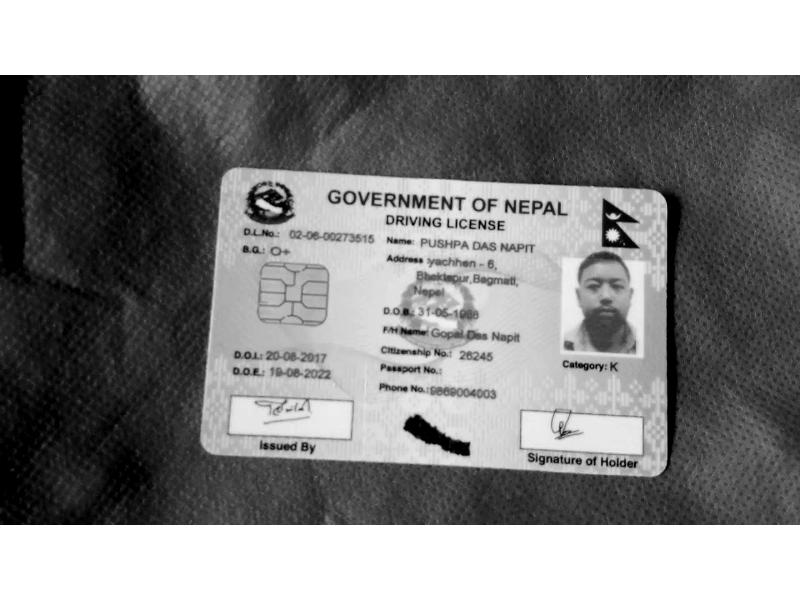 GOVERNMENT OF NEPAL
DRIVING LICENSE
D.L.No.: 02-06-00273515
B.G.: O+
Name: PUSHPA DAS NAPIT
Address :yachhen - 6,
Bhaktapur,Bagmati,
Nepal
D.O.B.: 31-05-1986
F/H Name: Gopal Das Napit
Citizenship No.: 26245
Passport No.:
Phone No.: 9869004003
D.O.I.: 20-08-2017
D.O.E.: 19-08-2022
Category: K
Issued By
Signature of Holder